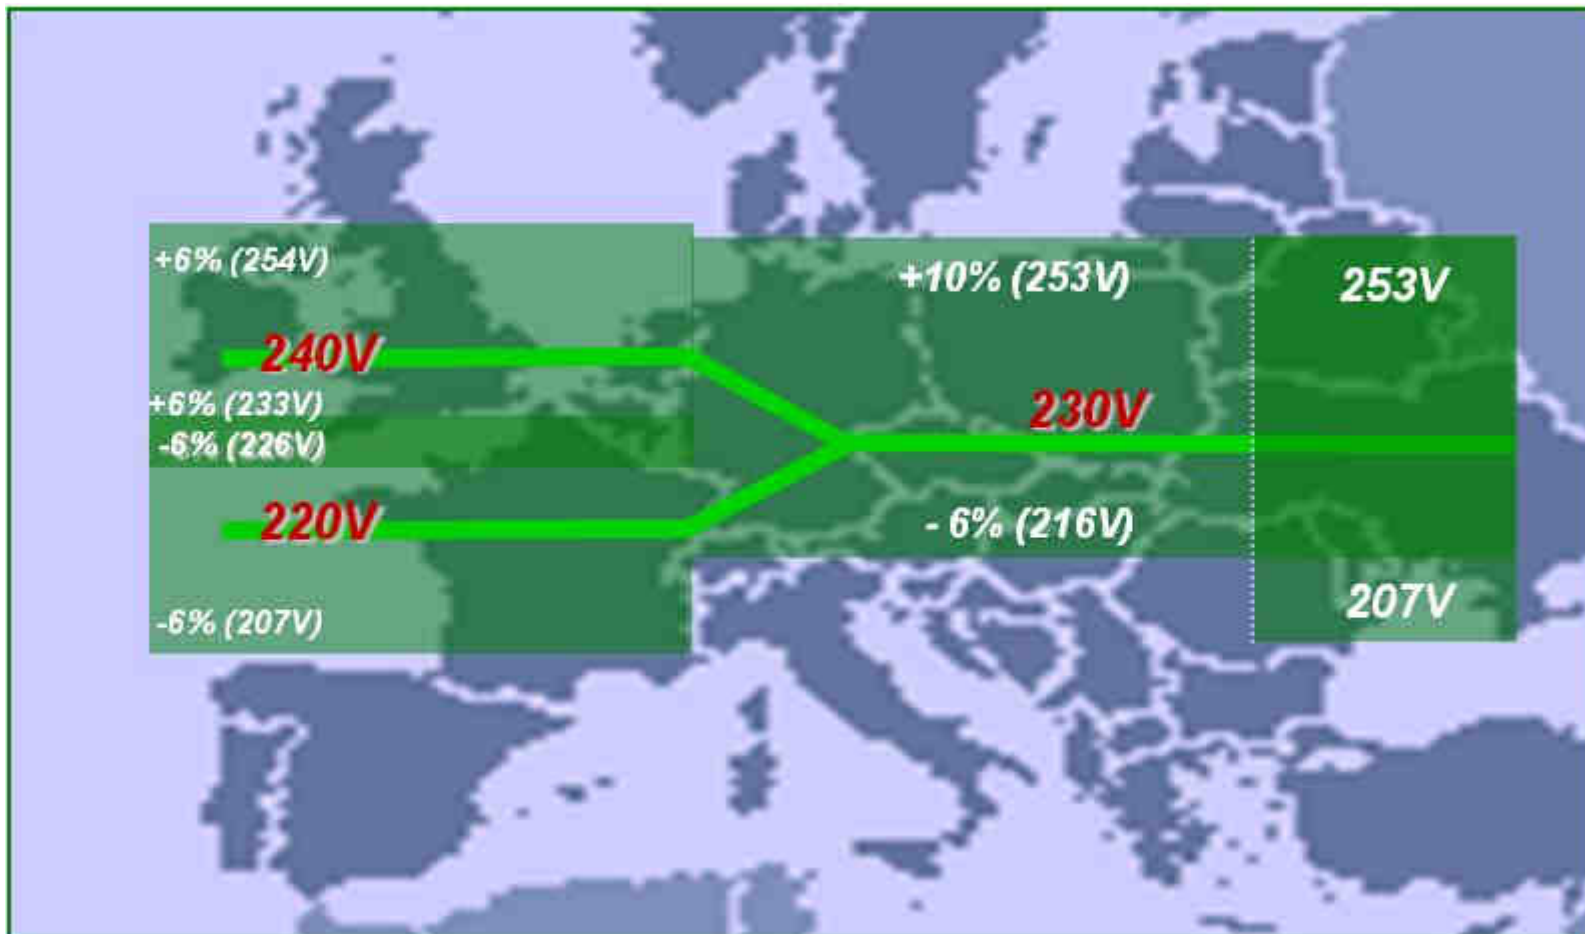 +6% (254V)
+10% (253V)
253V
240V
+6% (233V)
230V
-6% (226V)
220V
- 6% (216V)
207V
-6% (207V)